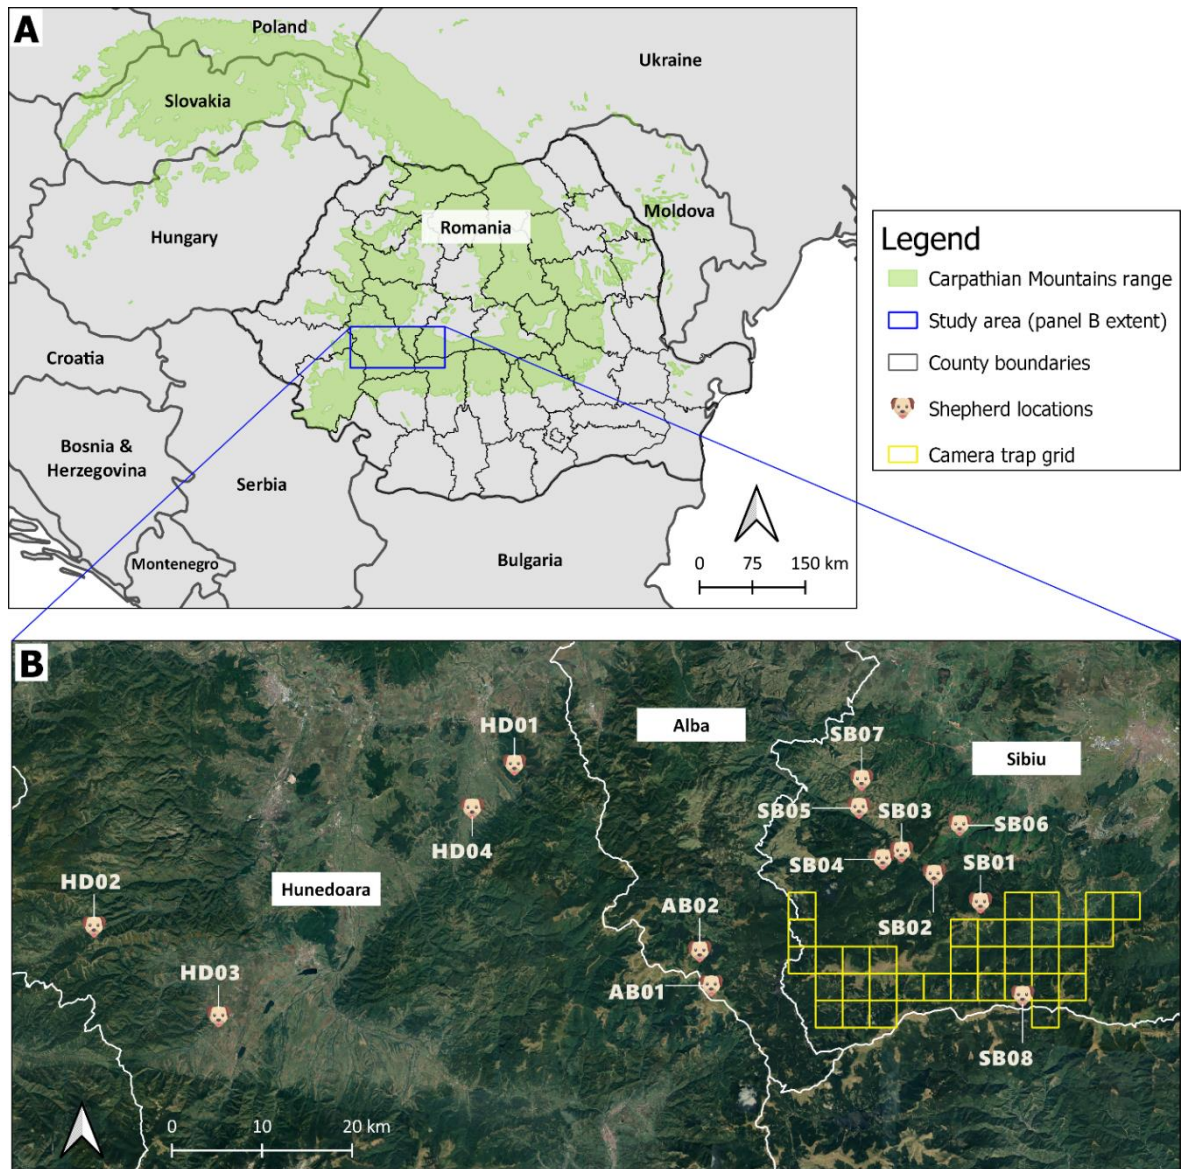 A
Poland
Ukraine
Slovakia
Moldova
Romania
Hungary
Croatia
Bosnia &
Herzegovina
Serbia
Montenegro
Bulgaria
0 75 150 km
Legend
Carpathian Mountains range
Study area (panel B extent)
County boundaries
Shepherd locations
Camera trap grid
B
HD01
Alba
SB07
Sibiu
SB05
SB03
SB06
HD04
SB04
SB01
HD02
Hunedoara
AB02
SB02
HD03
AB01
SB08
0 10 20 km